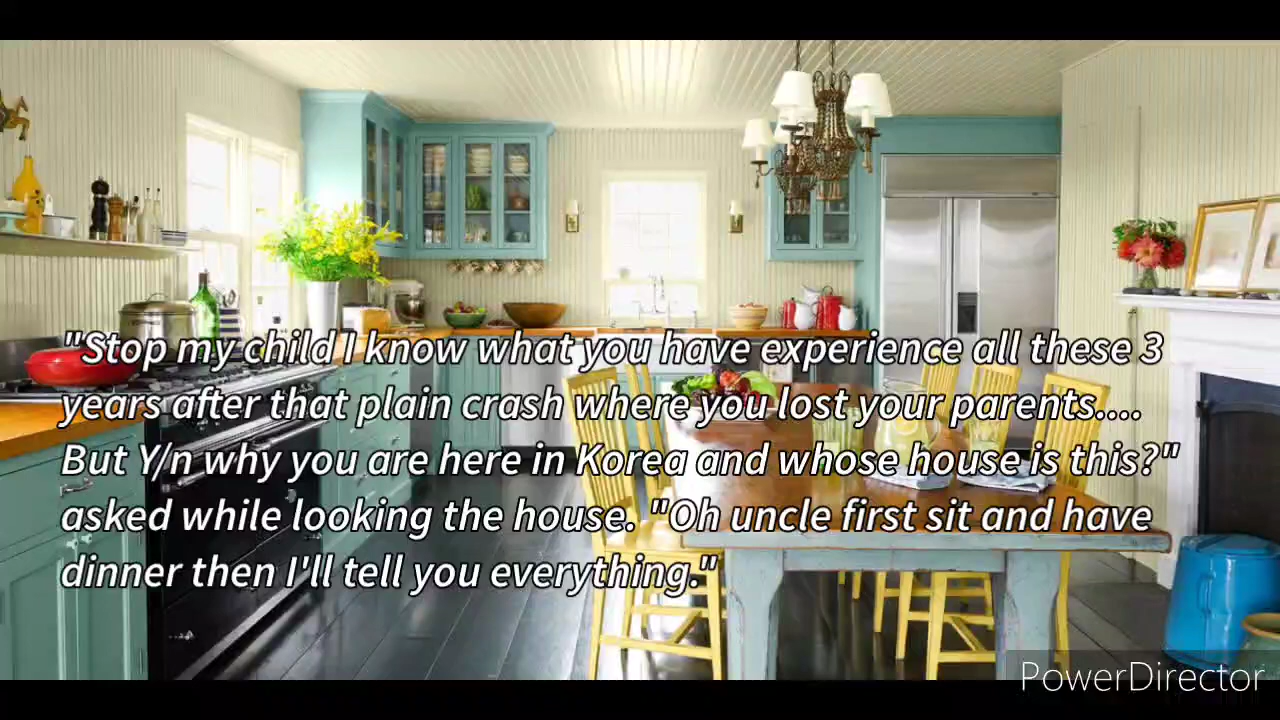 "Stop my child I know what you have experience all these 3
years after that plain crash where you lost your parents....
But Y/n why you are here in Korea and whose house is this?"
asked while looking the house. "Oh uncle first sit and have
dinner then I'll tell you everything."
PowerDirector